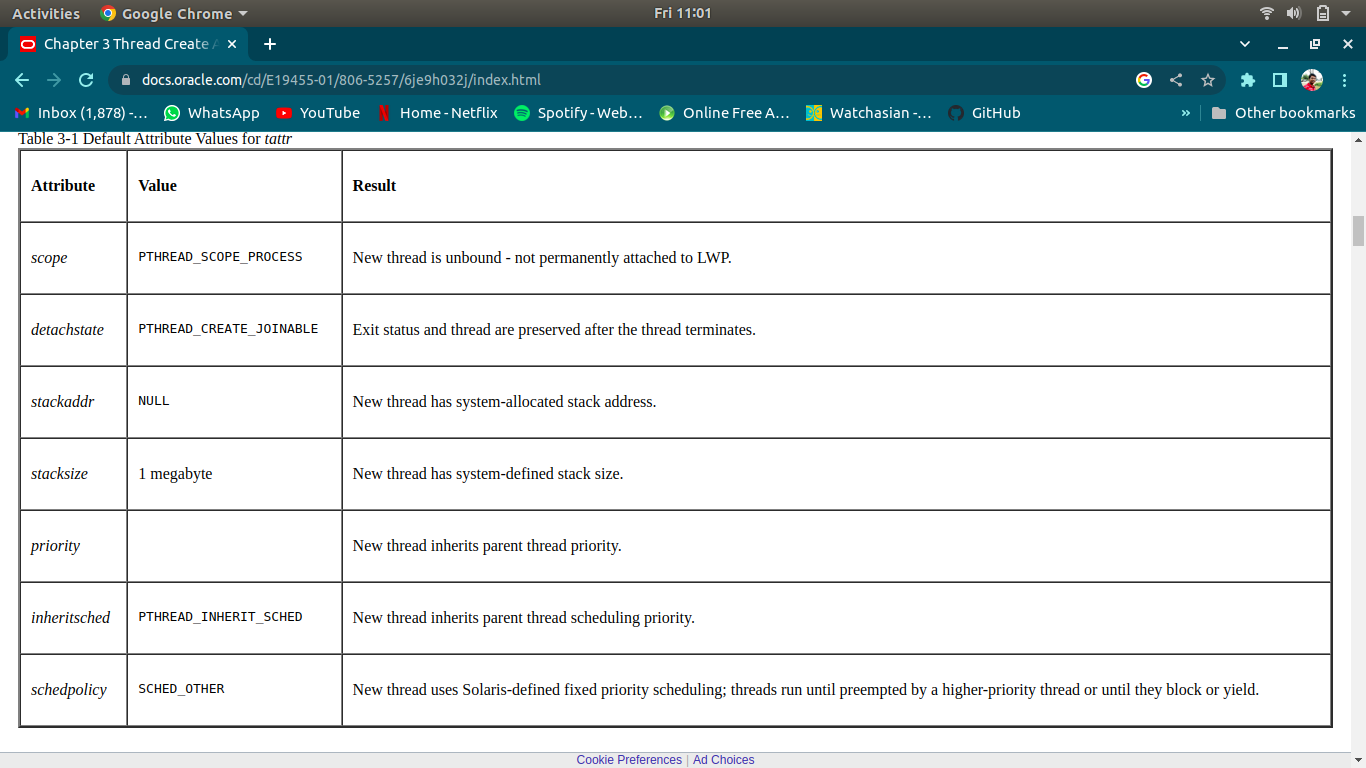 Activities Google Chrome Fri 11:01
Chapter 3 Thread Create A
docs.oracle.com/cd/E19455-01/806-5257/6je9h032j/index.html
Inbox (1,878) -... WhatsApp YouTube Home - Netflix Spotify - Web... Online Free A... Watchasian -... GitHub » Other bookmarks
Table 3-1 Default Attribute Values for tattr
Attribute Value Result
scope PTHREAD_SCOPE_PROCESS New thread is unbound - not permanently attached to LWP.
detachstate PTHREAD_CREATE_JOINABLE Exit status and thread are preserved after the thread terminates.
stackaddr NULL New thread has system-allocated stack address.
stacksize 1 megabyte New thread has system-defined stack size.
priority New thread inherits parent thread priority.
inheritsched PTHREAD_INHERIT_SCHED New thread inherits parent thread scheduling priority.
schedpolicy SCHED_OTHER New thread uses Solaris-defined fixed priority scheduling; threads run until preempted by a higher-priority thread or until they block or yield.
Cookie Preferences | Ad Choices